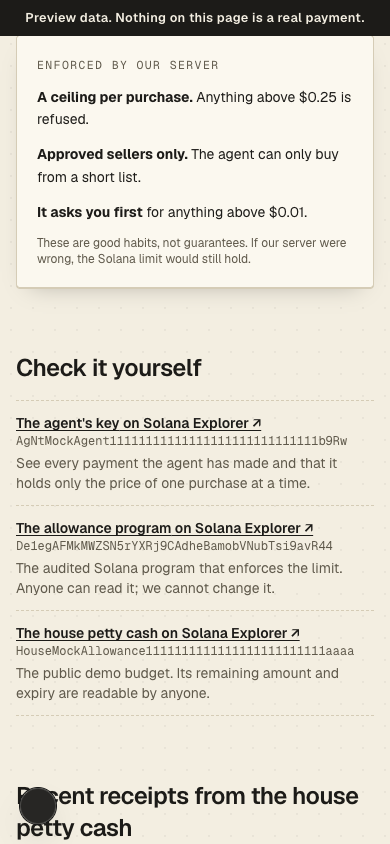 Preview data. Nothing on this page is a real payment.
ENFORCED BY OUR SERVER
A ceiling per purchase. Anything above $0.25 is
refused.
Approved sellers only. The agent can only buy
from a short list.
It asks you first for anything above $0.01.
These are good habits, not guarantees. If our server were
wrong, the Solana limit would still hold.
Check it yourself
The agent's key on Solana Explorer ↗
AgNtMockAgent11111111111111111111111111111b9Rw
See every payment the agent has made and that it
holds only the price of one purchase at a time.
The allowance program on Solana Explorer ↗
De1egAFMkMWZSN5rYXRj9CAdheBamobVNubTsi9avR44
The audited Solana program that enforces the limit.
Anyone can read it; we cannot change it.
The house petty cash on Solana Explorer ↗
HouseMockAllowance1111111111111111111111111aaaa
The public demo budget. Its remaining amount and
expiry are readable by anyone.
Recent receipts from the house
petty cash